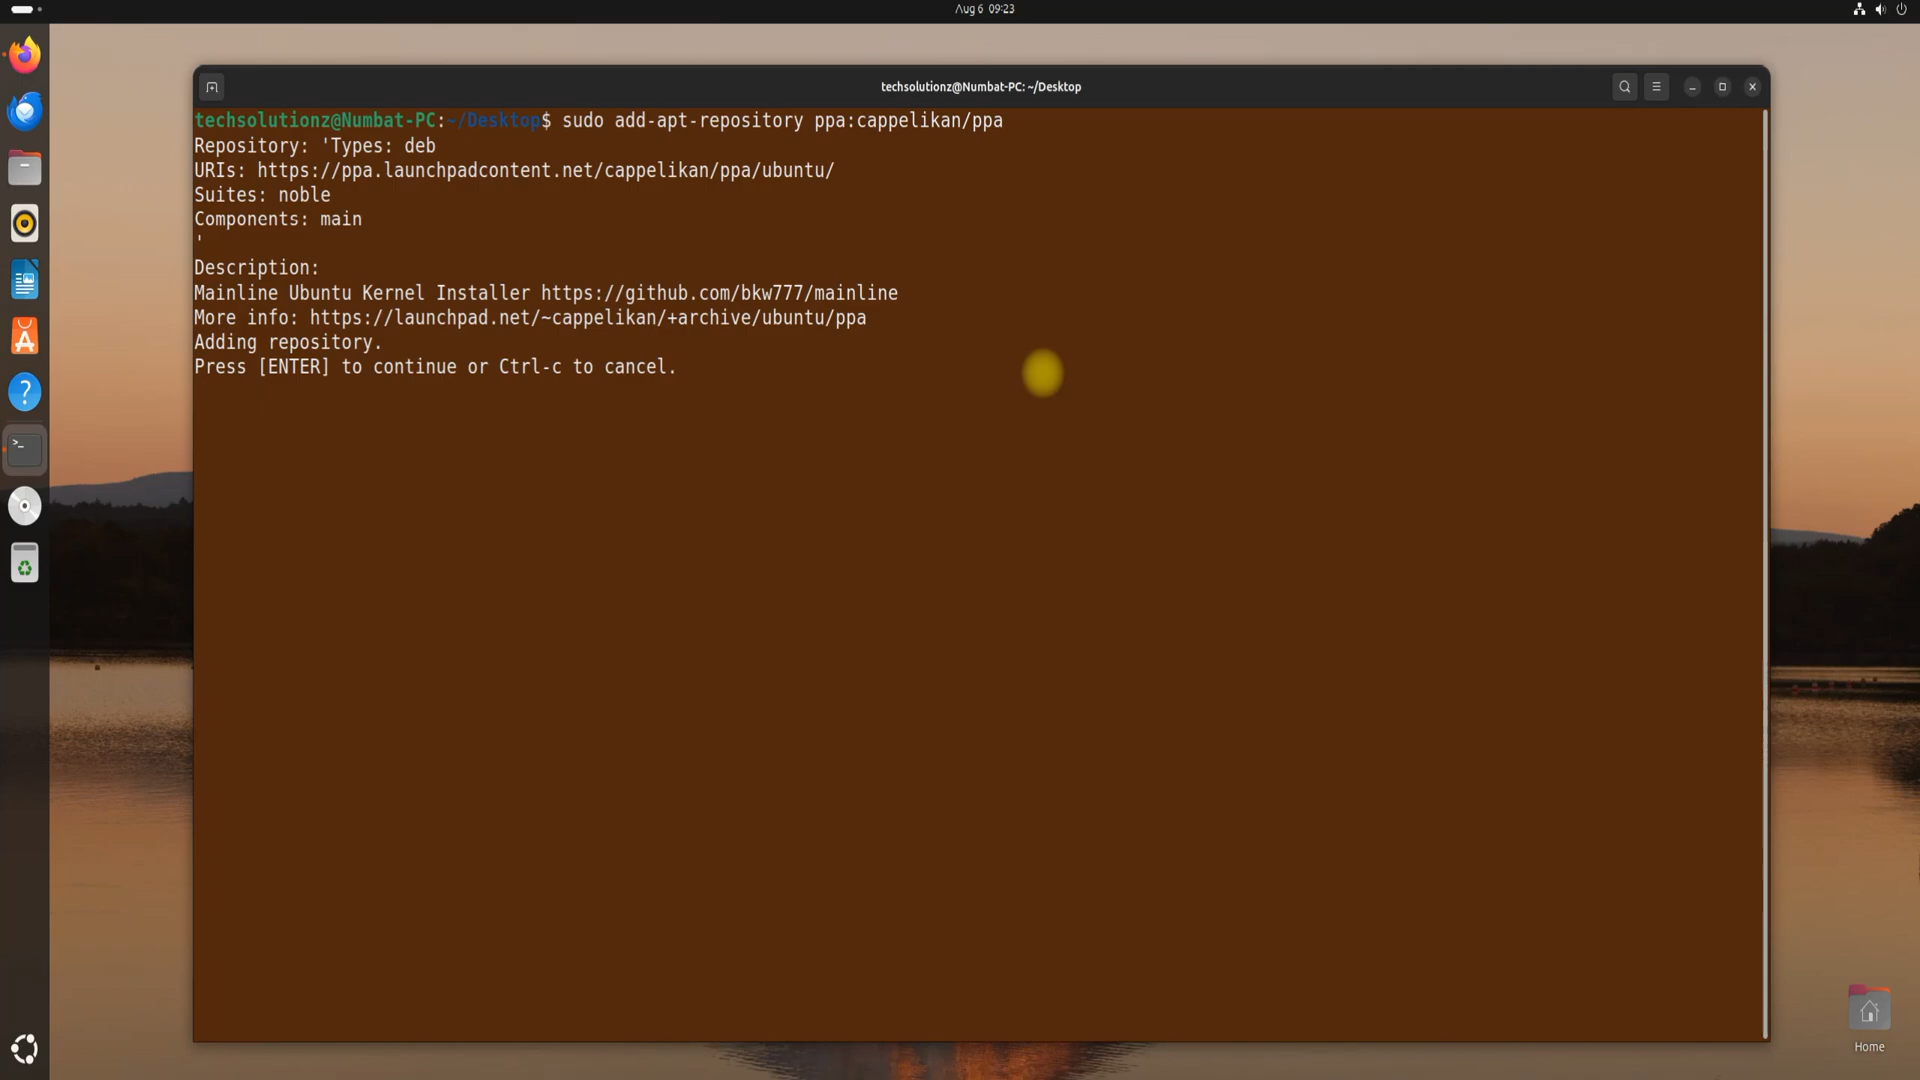 Aug 6 09:23
techsolutionz@Numbat-PC: ~/Desktop
techsolutionz@Numbat-PC:~/Desktop$ sudo add-apt-repository ppa:cappelikan/ppa
Repository: 'Types: deb
URIs: https://ppa.launchpadcontent.net/cappelikan/ppa/ubuntu/
Suites: noble
Components: main
'
Description:
Mainline Ubuntu Kernel Installer https://github.com/bkw777/mainline
More info: https://launchpad.net/~cappelikan/+archive/ubuntu/ppa
Adding repository.
Press [ENTER] to continue or Ctrl-c to cancel.
Home